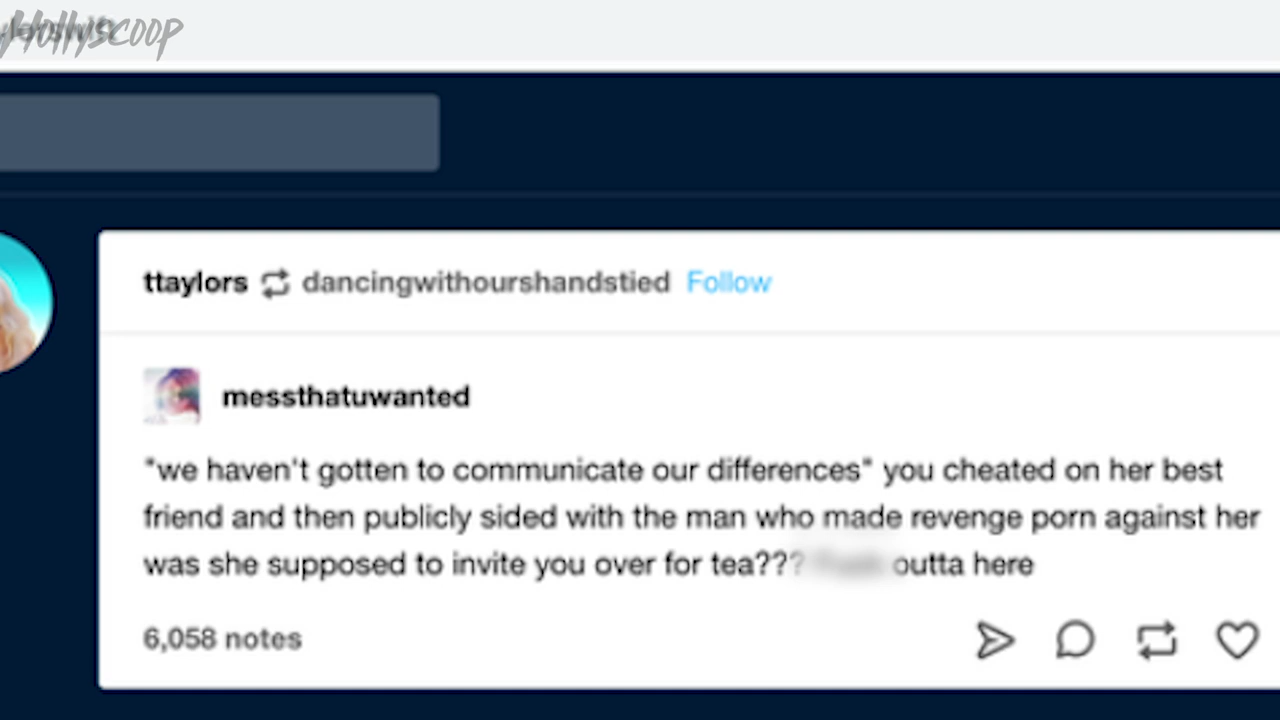 Hollyscoop
ttaylors dancingwithourshandstied Follow
messthatuwanted
"we haven't gotten to communicate our differences" you cheated on her best
friend and then publicly sided with the man who made revenge porn against her
was she supposed to invite you over for tea??? outta here
6,058 notes